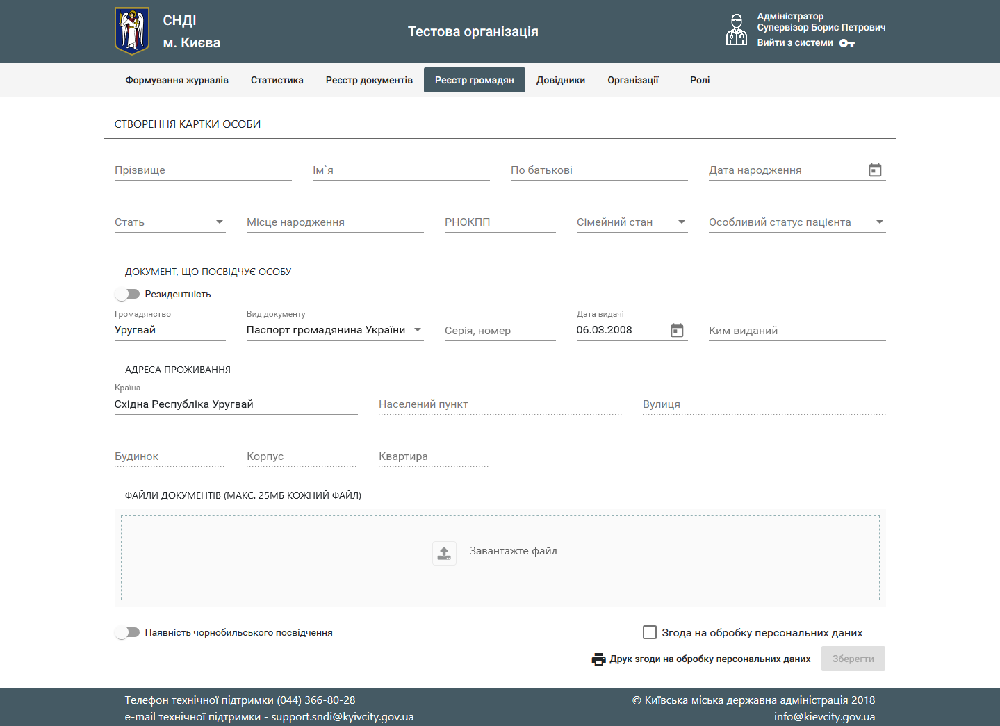 СНДІ
м. Києва
Тестова організація
Адміністратор
Супервізор Борис Петрович
Вийти з системи
Формування журналів Статистика Реєстр документів Реєстр громадян Довідники Організації Ролі
СТВОРЕННЯ КАРТКИ ОСОБИ
Прізвище Ім`я По батькові Дата народження
Стать Місце народження РНОКПП Сімейний стан Особливий статус пацієнта
ДОКУМЕНТ, ЩО ПОСВІДЧУЄ ОСОБУ
Резидентність
Громадянство Вид документу Дата видачі
Уругвай Паспорт громадянина України Серія, номер 06.03.2008 Ким виданий
АДРЕСА ПРОЖИВАННЯ
Країна
Східна Республіка Уругвай Населений пункт Вулиця
Будинок Корпус Квартира
ФАЙЛИ ДОКУМЕНТІВ (МАКС. 25МБ КОЖНИЙ ФАЙЛ)
Завантажте файл
Наявність чорнобильського посвідчення Згода на обробку персональних даних
Друк згоди на обробку персональних даних Зберегти
Телефон технічної підтримки (044) 366-80-28 © Київська міська державна адміністрація 2018
e-mail технічної підтримки - support.sndi@kyivcity.gov.ua info@kievcity.gov.ua